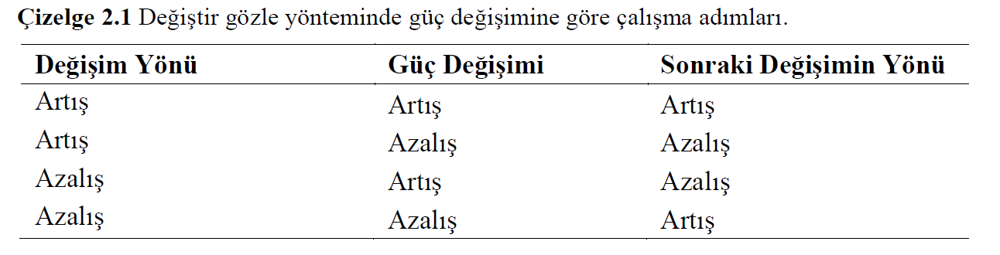 Çizelge 2.1 Değiştir gözle yönteminde güç değişimine göre çalışma adımları.
Değişim Yönü Güç Değişimi Sonraki Değişimin Yönü
Artış Artış Artış
Artış Azalış Azalış
Azalış Artış Azalış
Azalış Azalış Artış